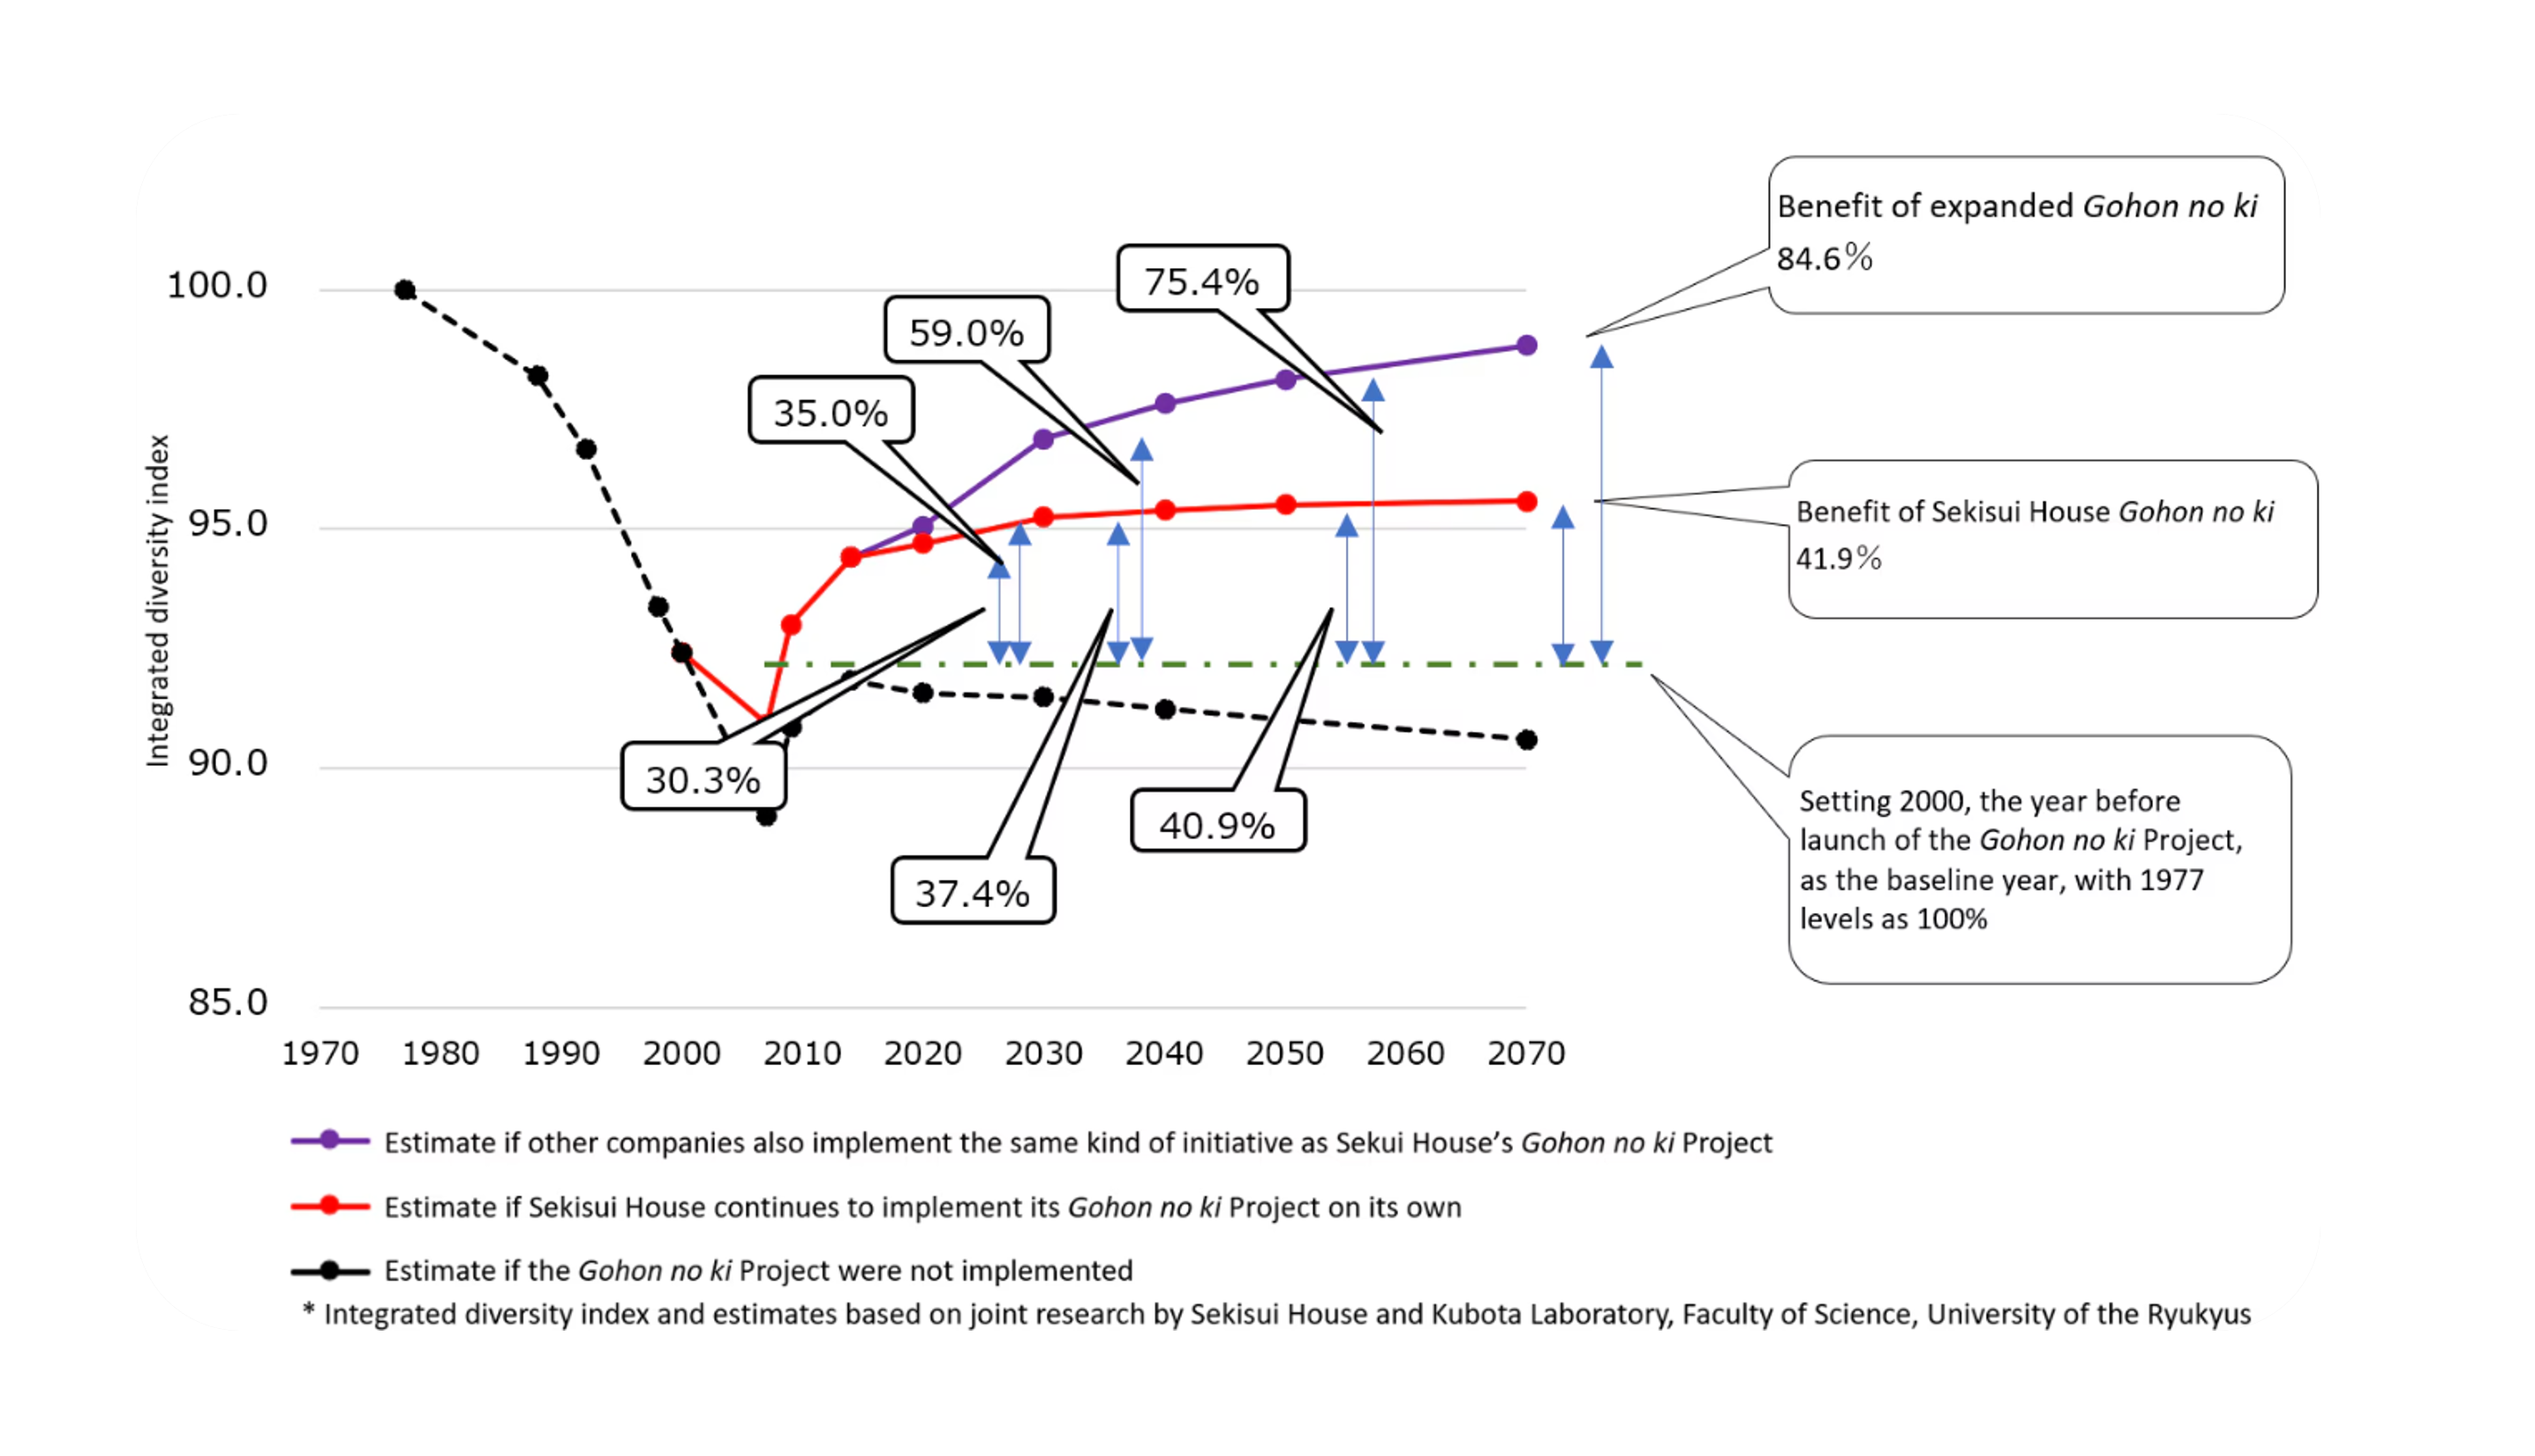 Benefit of expanded Gohon no ki
84.6%
75.4%
100.0
59.0%
35.0%
95.0
Benefit of Sekisui House Gohon no ki
41.9%
Integrated diversity index
90.0
30.3%
40.9%
37.4%
Setting 2000, the year before
launch of the Gohon no ki Project,
as the baseline year, with 1977
levels as 100%
85.0
1970 1980 1990 2000 2010 2020 2030 2040 2050 2060 2070
Estimate if other companies also implement the same kind of initiative as Sekui House’s Gohon no ki Project
Estimate if Sekisui House continues to implement its Gohon no ki Project on its own
Estimate if the Gohon no ki Project were not implemented
* Integrated diversity index and estimates based on joint research by Sekisui House and Kubota Laboratory, Faculty of Science, University of the Ryukyus